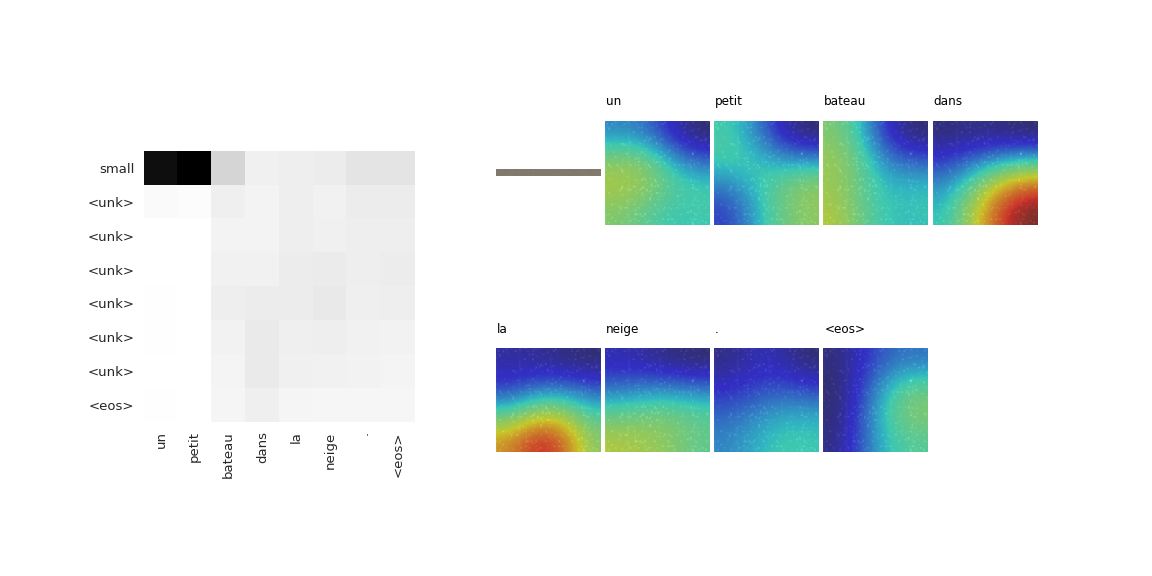 small
<unk>
<unk>
<unk>
<unk>
<unk>
<unk>
<eos>
un petit bateau dans la neige . <eos>
un petit bateau dans
la neige . <eos>